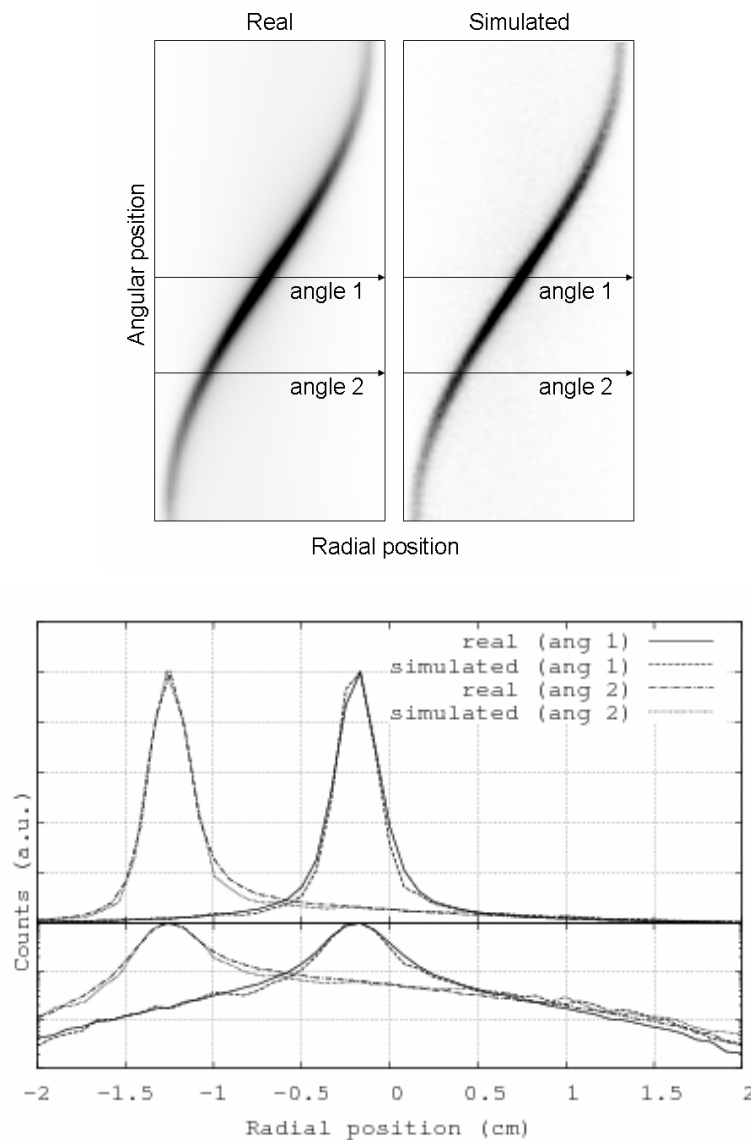 Real
Simulated
Angular position
angle 1
angle 1
angle 2
angle 2
Radial position
real (ang 1)
simulated (ang 1)
real (ang 2)
simulated (ang 2)
Counts (a.u.)
-2 -1.5 -1 -0.5 0 0.5 1 1.5 2
Radial position (cm)